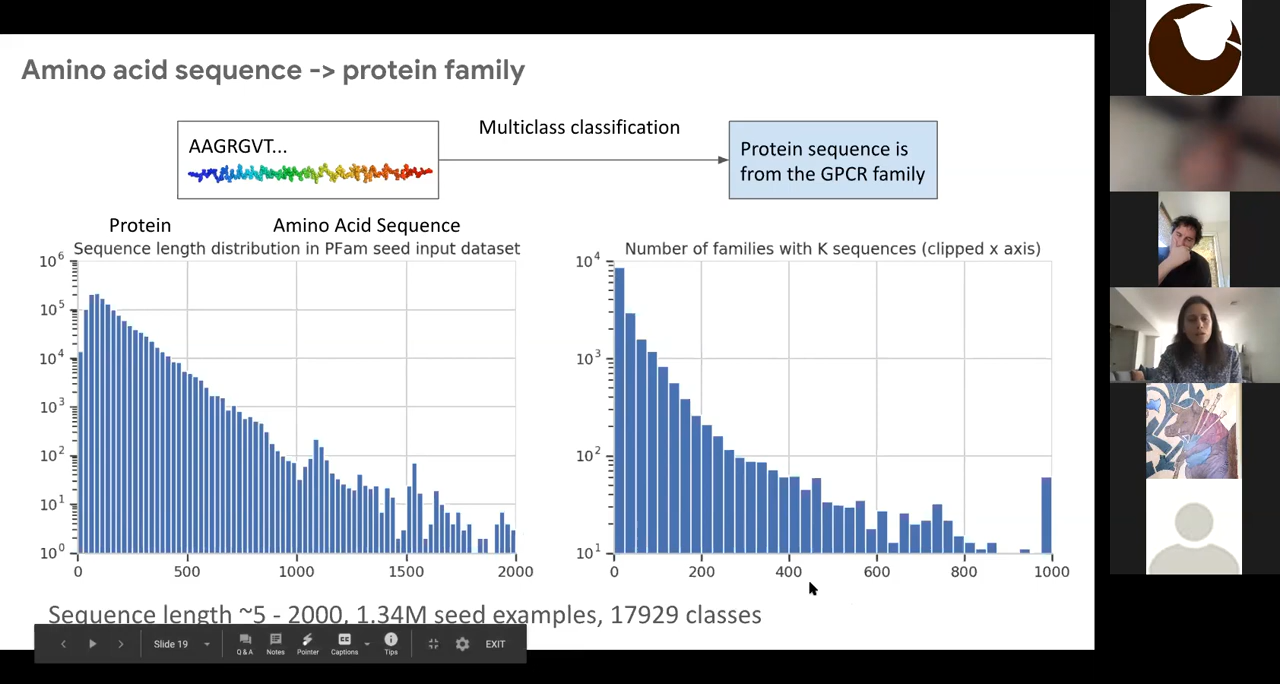 Amino acid sequence -> protein family
AAGRGVT...
Multiclass classification
Protein sequence is
from the GPCR family
Protein
Amino Acid Sequence
Sequence length distribution in PFam seed input dataset
10^6
10^5
10^4
10^3
10^2
10^1
10^0
0 500 1000 1500 2000
Number of families with K sequences (clipped x axis)
10^4
10^3
10^2
10^1
0 200 400 600 800 1000
Sequence length ~5 - 2000, 1.34M seed examples, 17929 classes
Slide 19
Q & A
Notes
Pointer
CC
Captions
Tips
EXIT